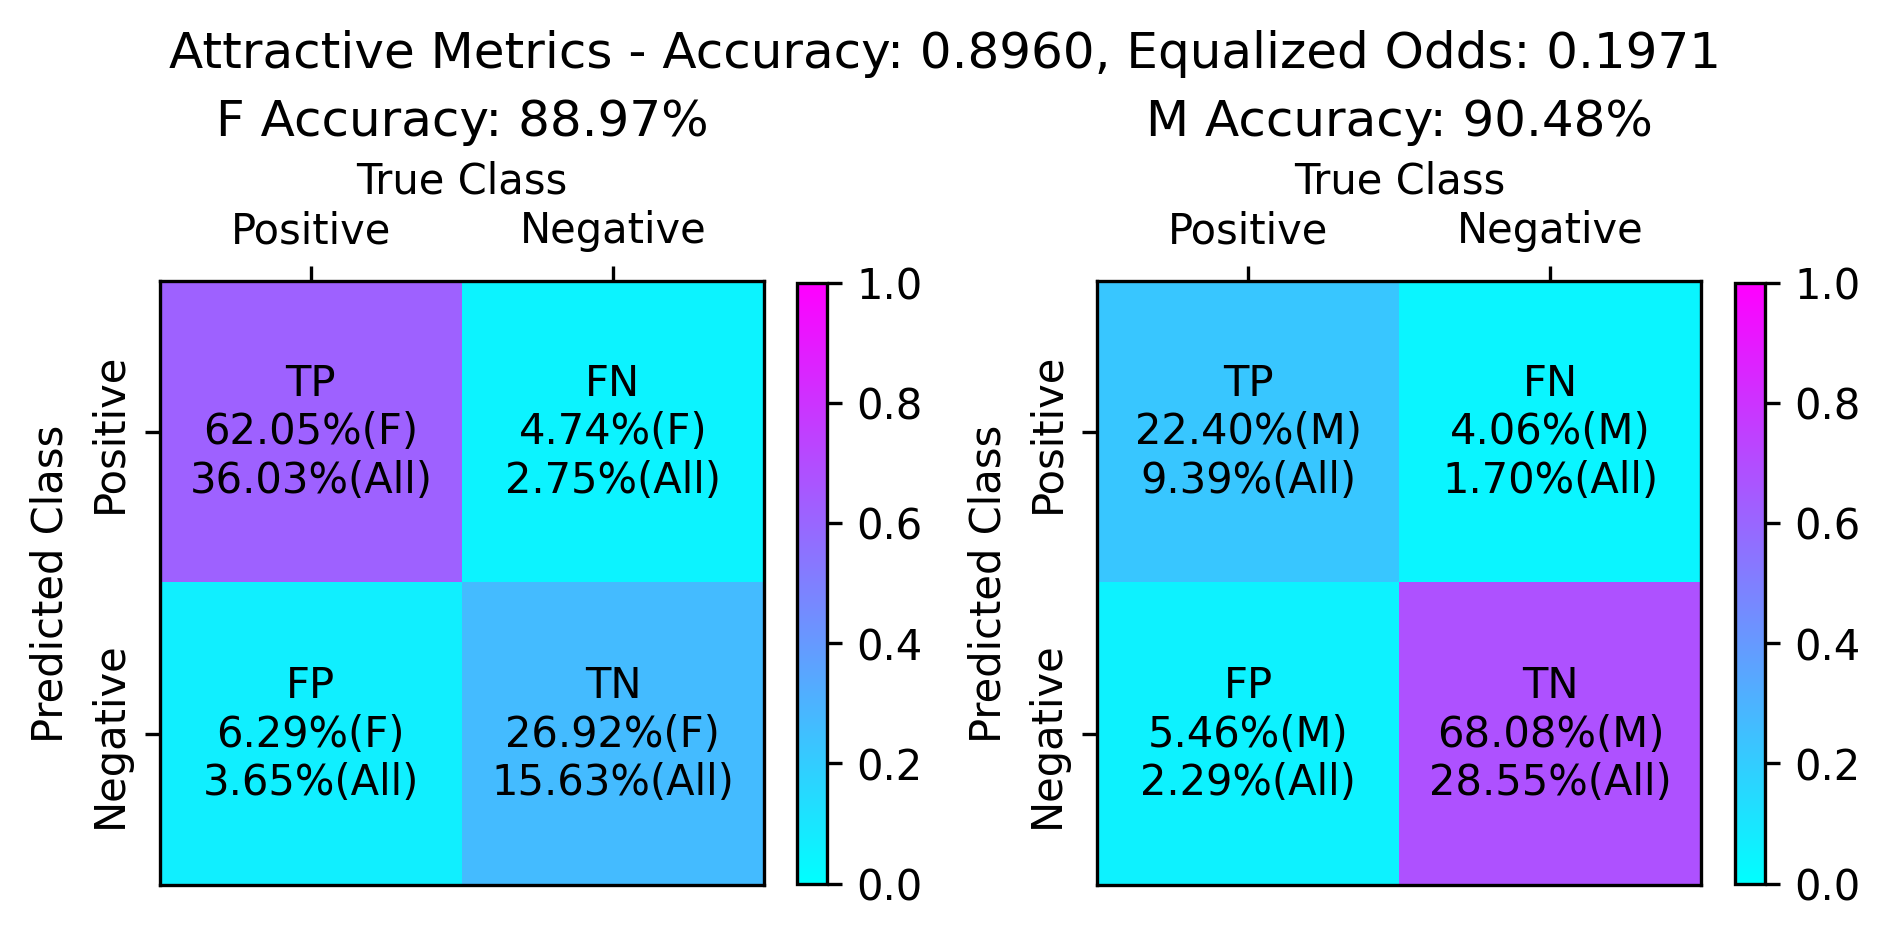 Attractive Metrics - Accuracy: 0.8960, Equalized Odds: 0.1971
F Accuracy: 88.97%
True Class
Positive
Negative
Predicted Class
Positive
Negative
TP
62.05%(F)
36.03%(All)
FN
4.74%(F)
2.75%(All)
FP
6.29%(F)
3.65%(All)
TN
26.92%(F)
15.63%(All)
1.0
0.8
0.6
0.4
0.2
0.0
M Accuracy: 90.48%
True Class
Positive
Negative
Predicted Class
Positive
Negative
TP
22.40%(M)
9.39%(All)
FN
4.06%(M)
1.70%(All)
FP
5.46%(M)
2.29%(All)
TN
68.08%(M)
28.55%(All)
1.0
0.8
0.6
0.4
0.2
0.0